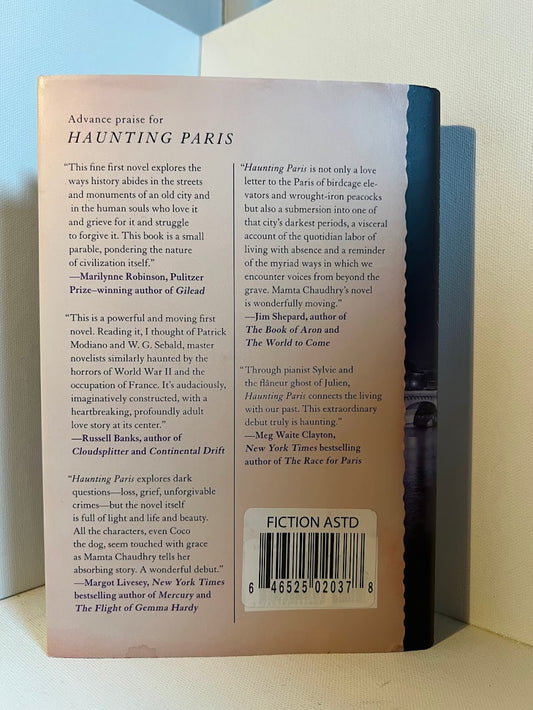 Advance praise for
HAUNTING PARIS
“This fine first novel explores the
ways history abides in the streets
and monuments of an old city and
in the human souls who love it
and grieve for it and struggle
to forgive it. This book is a small
parable, pondering the nature
of civilization itself.”
—Marilynne Robinson, Pulitzer
Prize–winning author of Gilead
“This is a powerful and moving first
novel. Reading it, I thought of Patrick
Modiano and W. G. Sebald, master
novelists similarly haunted by the
horrors of World War II and the
occupation of France. It’s audaciously,
imaginatively constructed, with a
heartbreaking, profoundly adult
love story at its center.”
—Russell Banks, author of
Cloudsplitter and Continental Drift
“Haunting Paris explores dark
questions—loss, grief, unforgivable
crimes—but the novel itself
is full of light and life and beauty.
All the characters, even Coco
the dog, seem touched with grace
as Mamta Chaudhry tells her
absorbing story. A wonderful debut.”
—Margot Livesey, New York Times
bestselling author of Mercury and
The Flight of Gemma Hardy
“Haunting Paris is not only a love
letter to the Paris of birdcage ele-
vators and wrought-iron peacocks
but also a submersion into one of
that city’s darkest periods, a visceral
account of the quotidian labor of
living with absence and a reminder
of the myriad ways in which we
encounter voices from beyond the
grave. Mamta Chaudhry’s novel
is wonderfully moving.”
—Jim Shepard, author of
The Book of Aron and
The World to Come
“Through pianist Sylvie and
the flâneur ghost of Julien,
Haunting Paris connects the living
with our past. This extraordinary
debut truly is haunting.”
—Meg Waite Clayton,
New York Times bestselling
author of The Race for Paris
FICTION ASTD
6 46525 02037 8